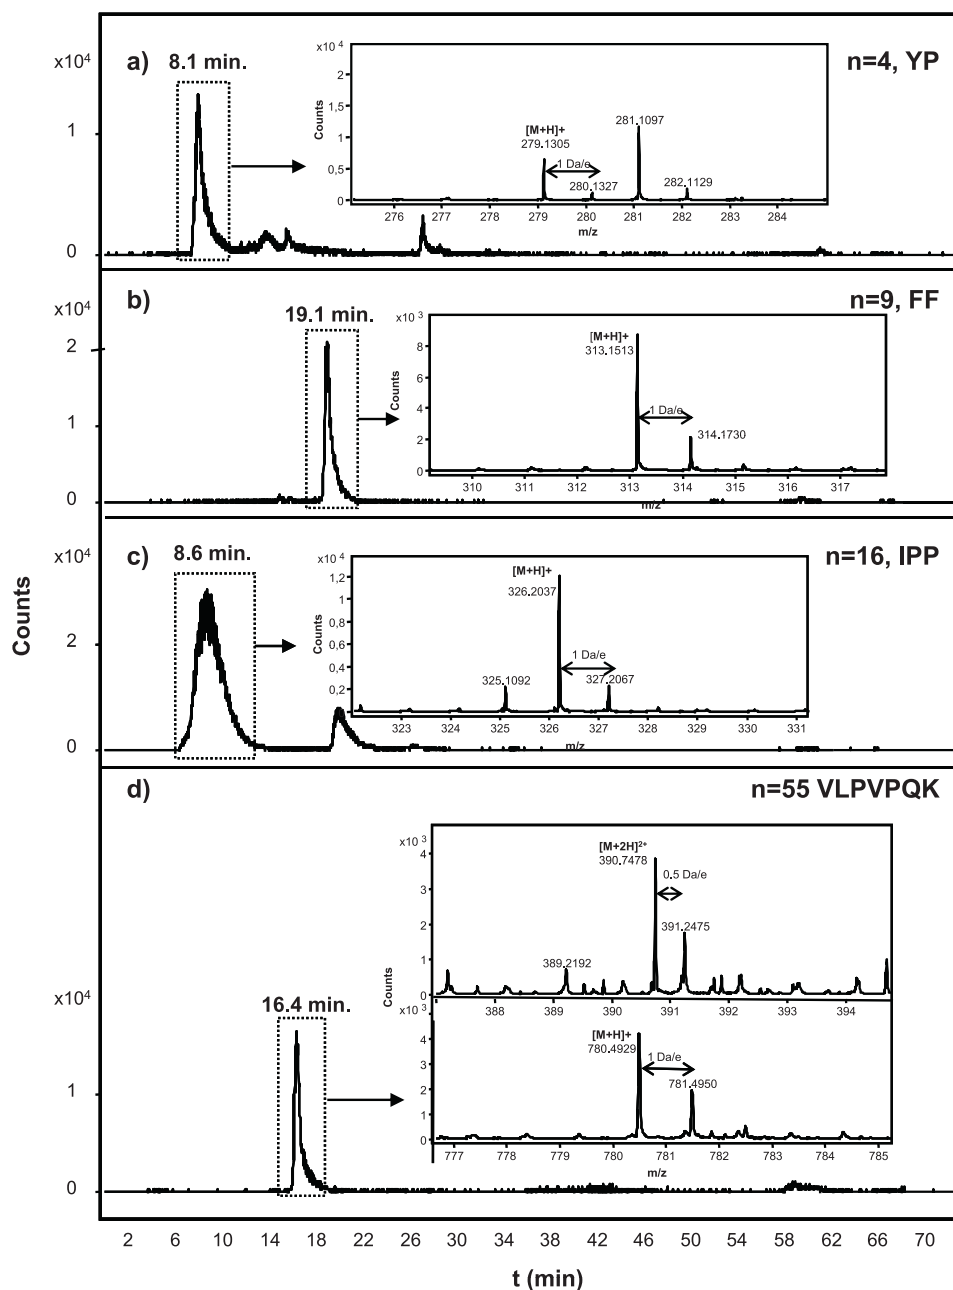 a)
8.1 min.
n=4, YP
x10⁴
1
0
x10 ⁴
2
1,5
1
0,5
0
Counts
[M+H]+
279.1305
1 Da/e
280.1327
281.1097
282.1129
276 277 278 279 280 281 282 283 284
m/z
b)
19.1 min.
n=9, FF
x10⁴
2
1
0
x10 ³
8
6
4
2
0
Counts
[M+H]+
313.1513
1 Da/e
314.1730
310 311 312 313 314 315 316 317
m/z
c)
8.6 min.
n=16, IPP
x10⁴
2
0
x10 ⁴
1,2
1
0,8
0,6
0,4
0,2
Counts
[M+H]+
326.2037
1 Da/e
325.1092
327.2067
323 324 325 326 327 328 329 330 331
m/z
d)
16.4 min.
n=55 VLPVPQK
x10⁴
1
0
x10 ³
4
3
2
1
0
Counts
[M+2H]²⁺
390.7478
0.5 Da/e
391.2475
389.2192
388 389 390 391 392 393 394
x10³
4
3
2
1
0
Counts
[M+H]+
780.4929
1 Da/e
781.4950
777 778 779 780 781 782 783 784 785
m/z
Counts
2 6 10 14 18 22 26 30 34 38 42 46 50 54 58 62 66 70
t (min)